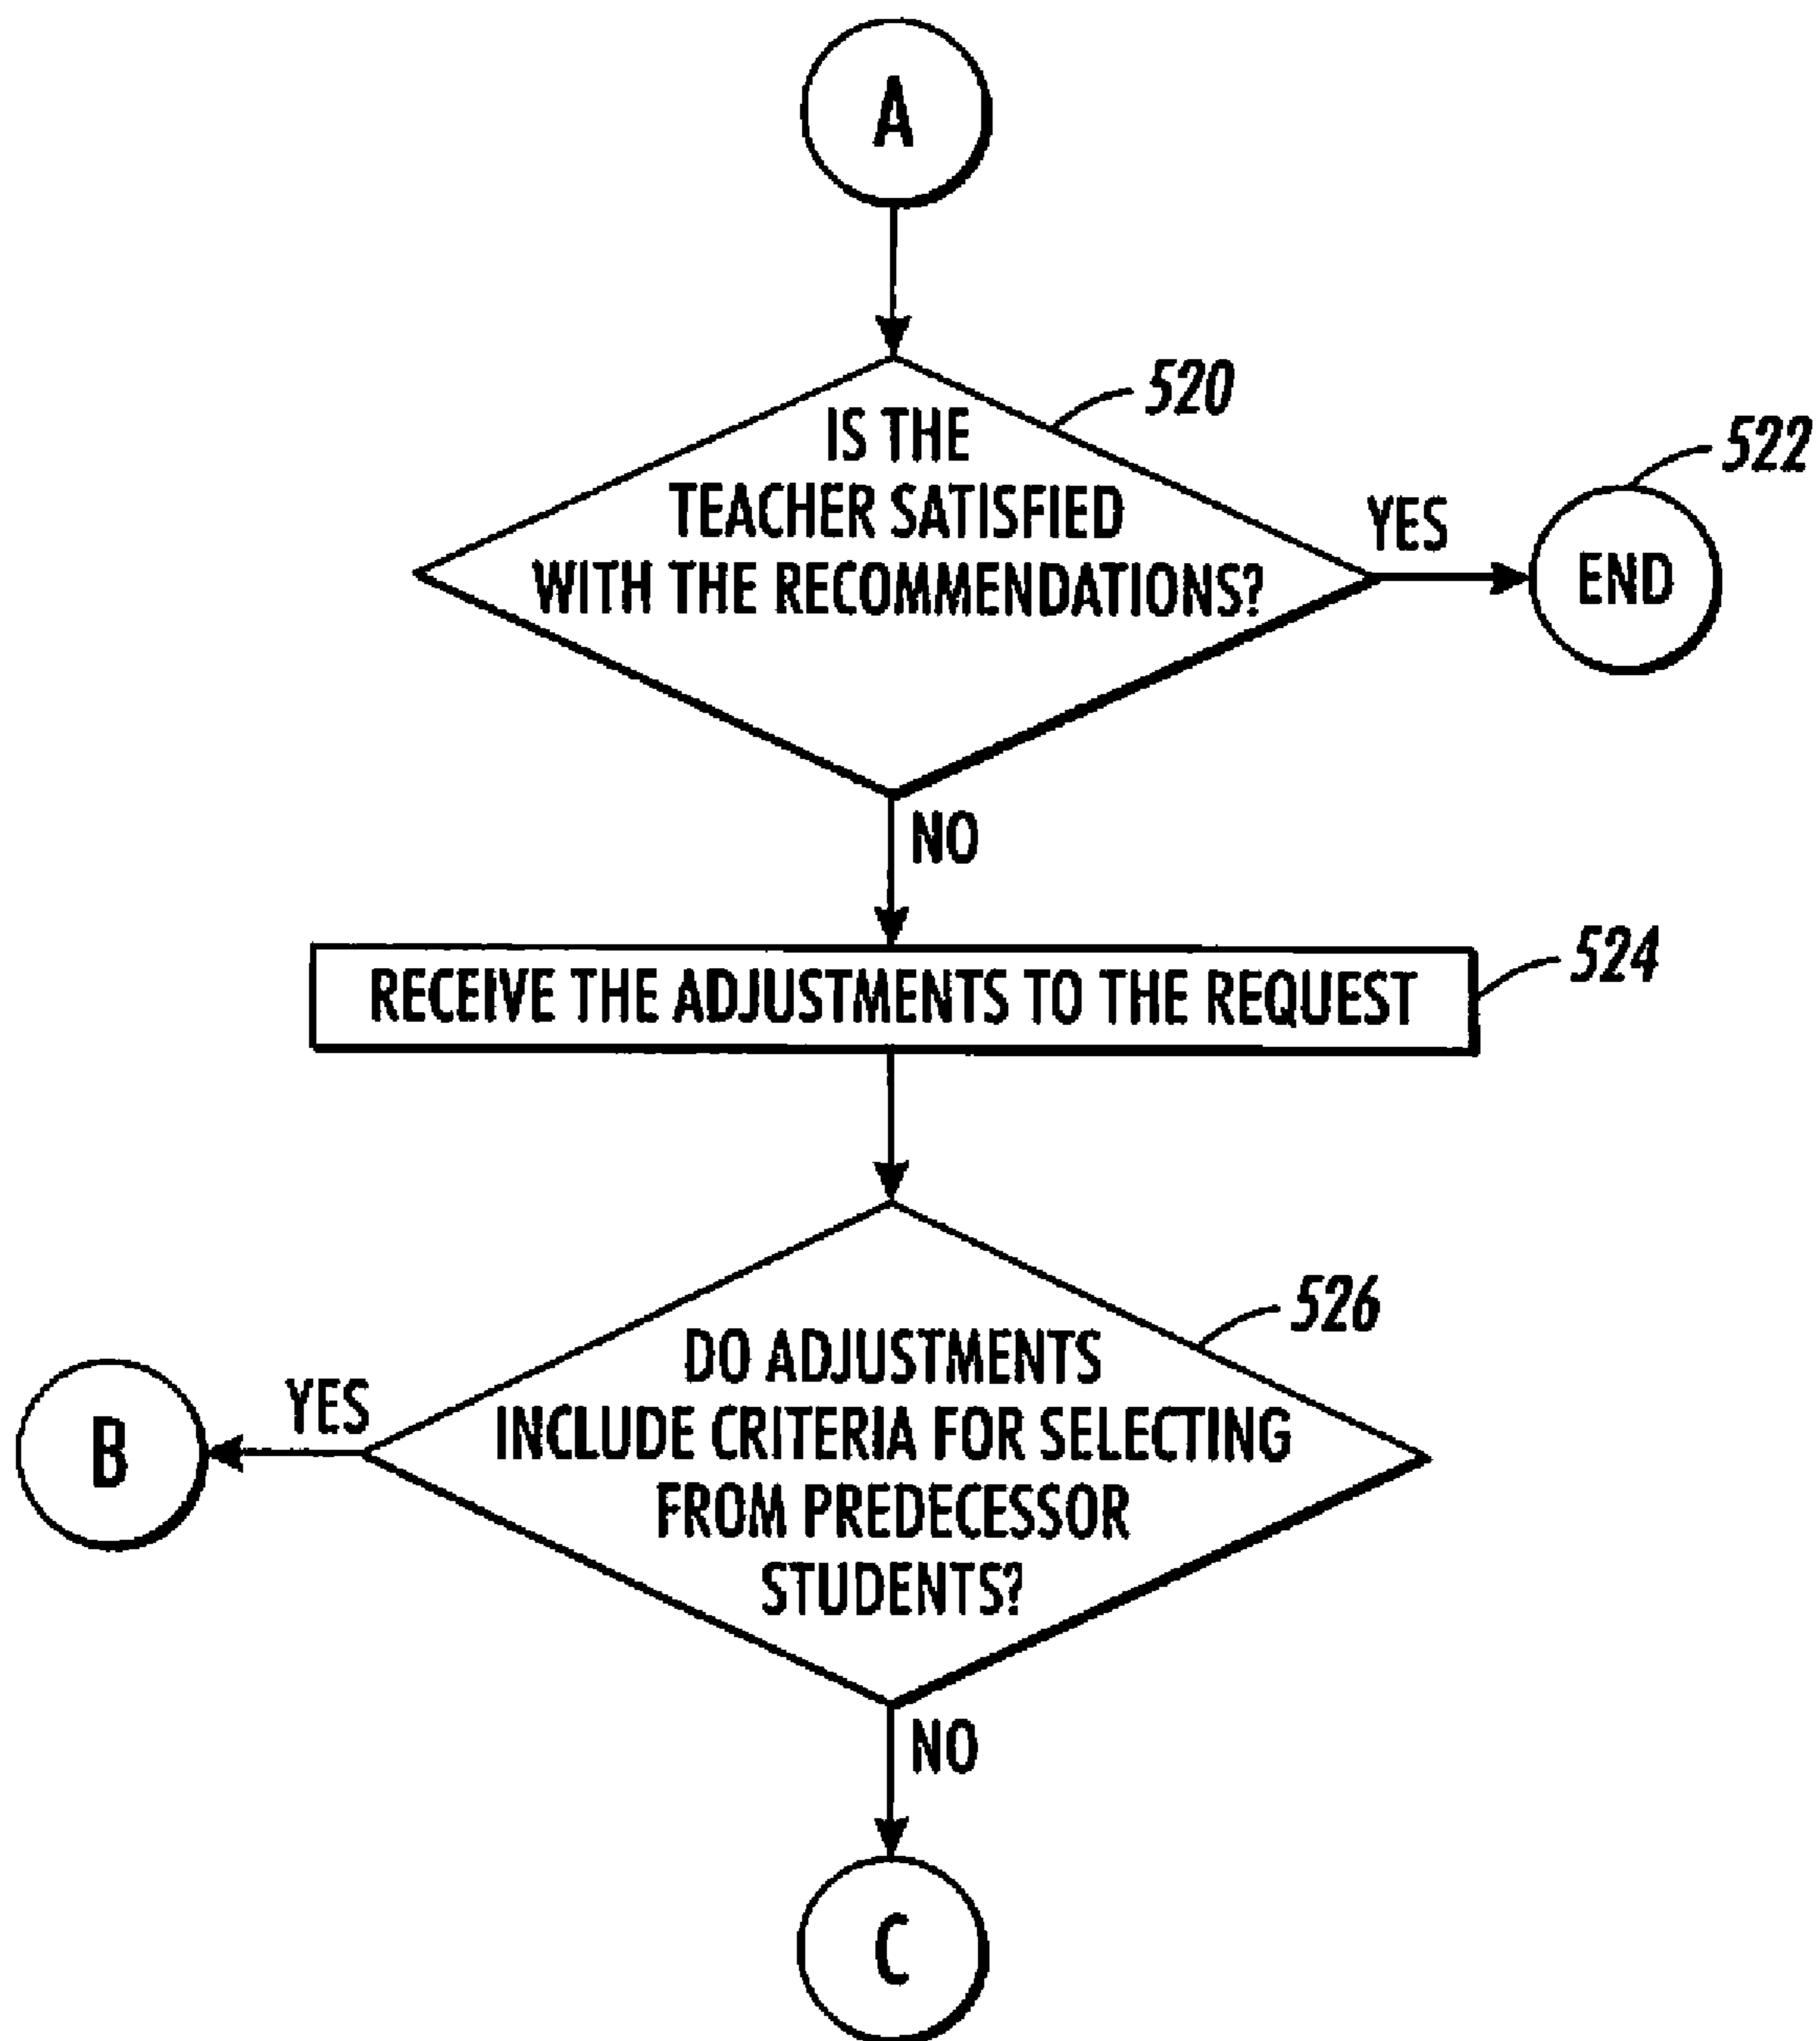 A
520
IS THE
TEACHER SATISFIED
WITH THE RECOMMENDATIONS?
YES
522
END
NO
RECEIVE THE ADJUSTMENTS TO THE REQUEST
524
526
DO ADJUSTMENTS
INCLUDE CRITERIA FOR SELECTING
FROM PREDECESSOR
STUDENTS?
YES
B
NO
C